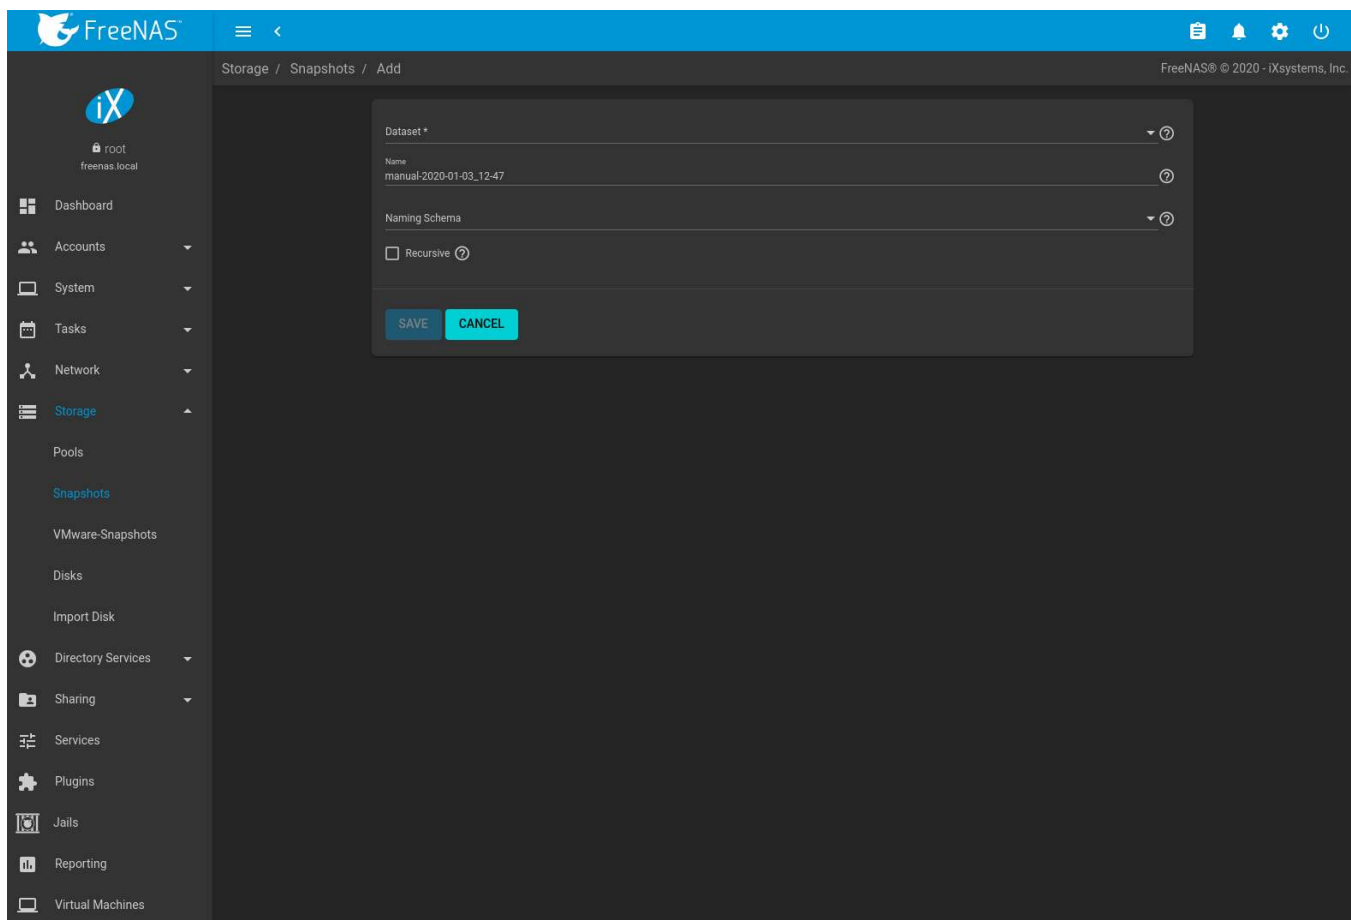 FreeNAS®
Storage / Snapshots / Add
FreeNAS® © 2020 - iXsystems, Inc.
iX
root
freenas.local
Dashboard
Accounts
System
Tasks
Network
Storage
Pools
Snapshots
VMware-Snapshots
Disks
Import Disk
Directory Services
Sharing
Services
Plugins
Jails
Reporting
Virtual Machines
Dataset *
Name
manual-2020-01-03_12-47
Naming Schema
Recursive
SAVE
CANCEL